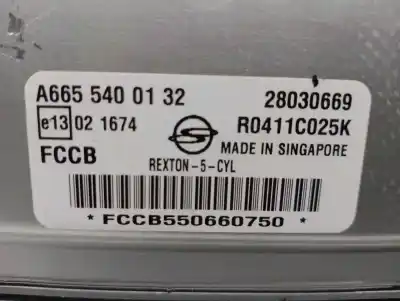 A665 540 01 32 28030669
e13 02 1674 R0411C025K
MADE IN SINGAPORE
FCCB REXTON-5-CYL
* FCCB550660750 *